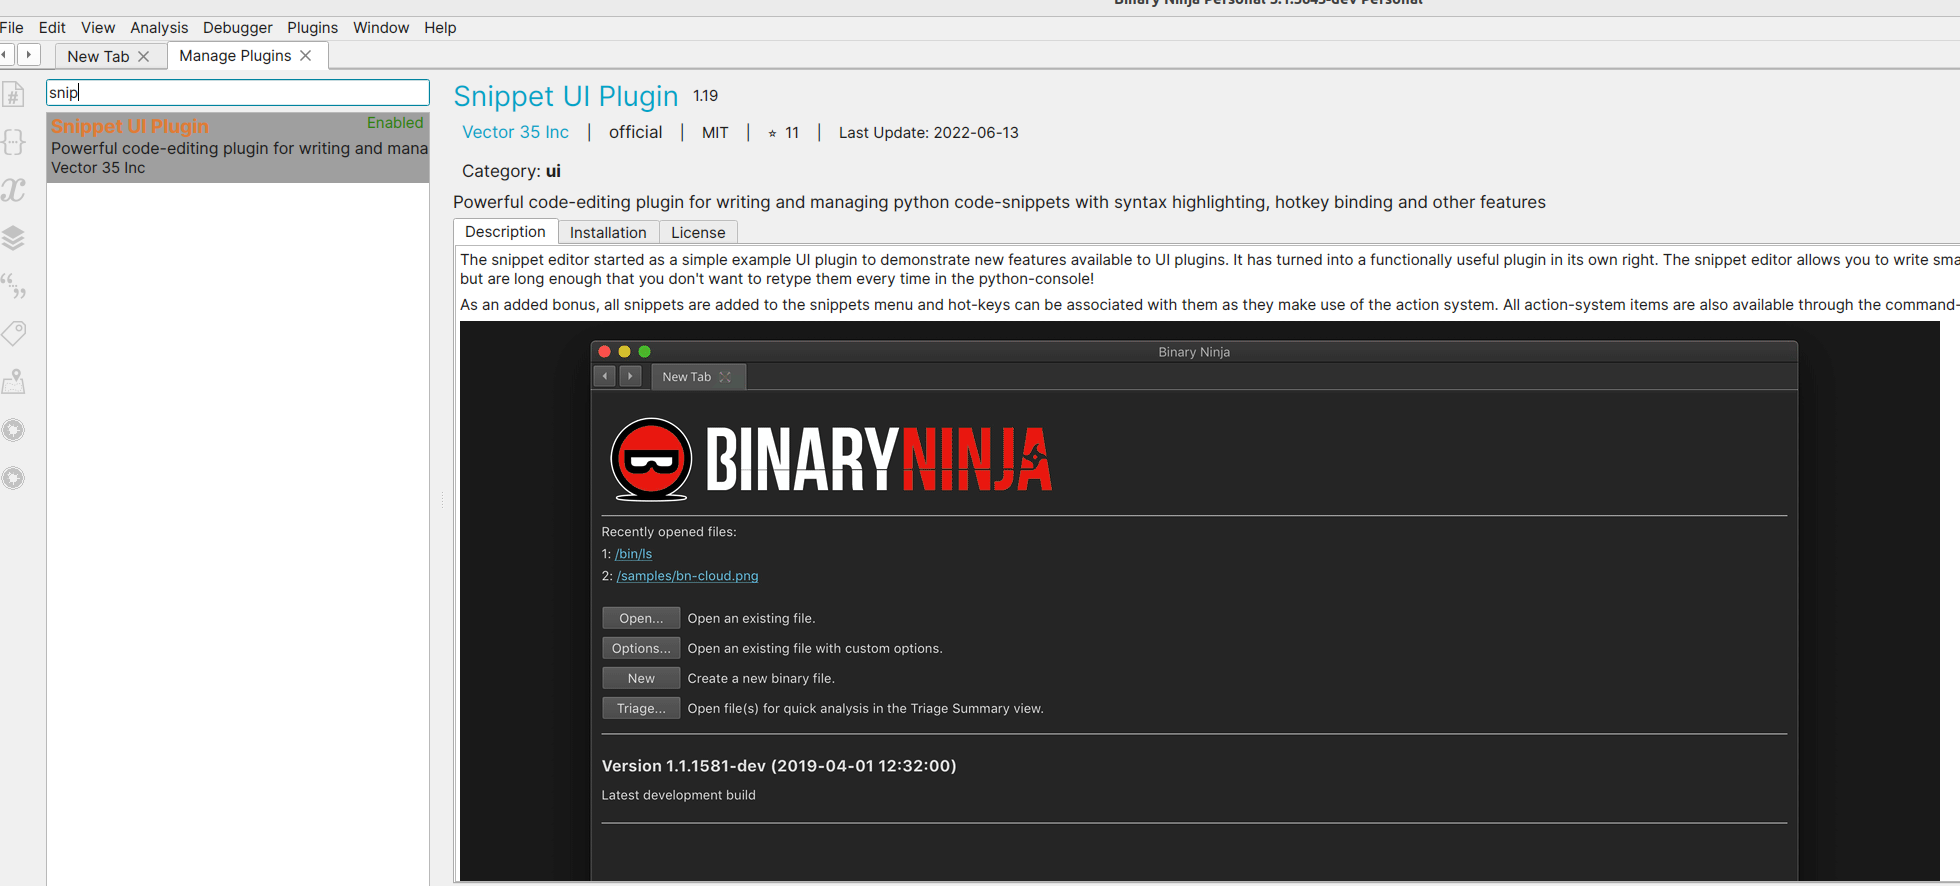 Binary Ninja Personal 3.1.3645-dev Personal
File Edit View Analysis Debugger Plugins Window Help
New Tab Manage Plugins
snip
Snippet UI Plugin Enabled
Powerful code-editing plugin for writing and mana
Vector 35 Inc
Snippet UI Plugin 1.19
Vector 35 Inc | official | MIT | ★ 11 | Last Update: 2022-06-13
Category: ui
Powerful code-editing plugin for writing and managing python code-snippets with syntax highlighting, hotkey binding and other features
Description Installation License
The snippet editor started as a simple example UI plugin to demonstrate new features available to UI plugins. It has turned into a functionally useful plugin in its own right. The snippet editor allows you to write sma
but are long enough that you don't want to retype them every time in the python-console!
As an added bonus, all snippets are added to the snippets menu and hot-keys can be associated with them as they make use of the action system. All action-system items are also available through the command-
Binary Ninja
New Tab
BINARYNINJA
Recently opened files:
1: /bin/ls
2: /samples/bn-cloud.png
Open... Open an existing file.
Options... Open an existing file with custom options.
New Create a new binary file.
Triage... Open file(s) for quick analysis in the Triage Summary view.
Version 1.1.1581-dev (2019-04-01 12:32:00)
Latest development build